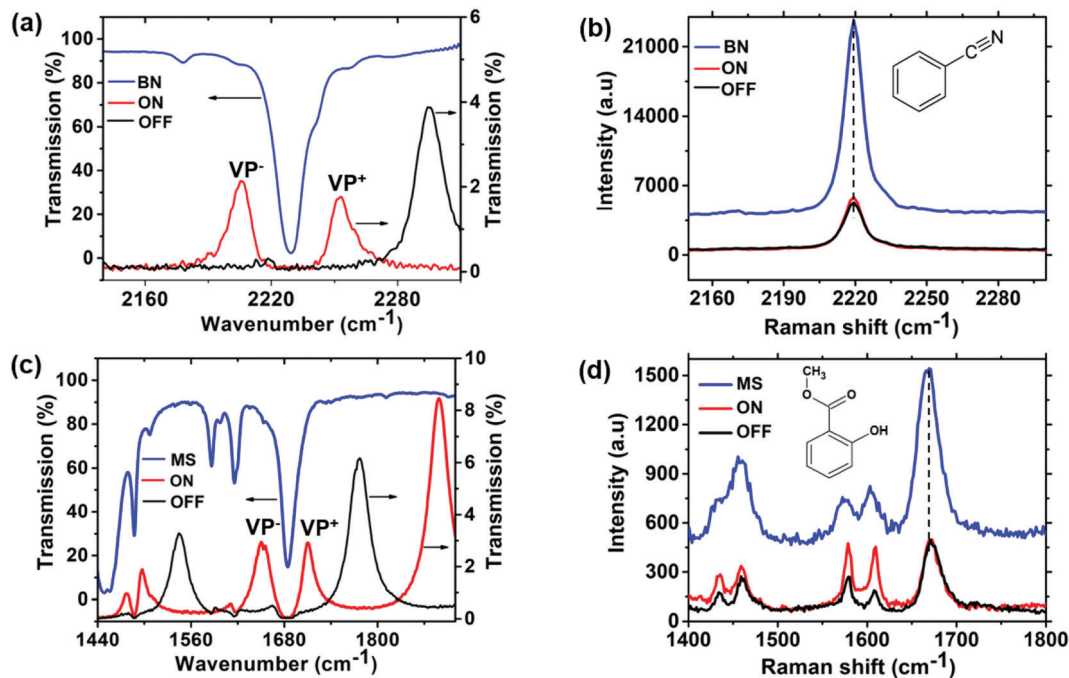 (a)
Transmission (%)
100
80
60
40
20
0
BN
ON
OFF
VP-
VP+
6
4
2
0
Transmission (%)
2160
2220
2280
Wavenumber (cm-1)
(b)
Intensity (a.u)
21000
14000
7000
0
BN
ON
OFF
C≡N
2160
2190
2220
2250
2280
Raman shift (cm-1)
(c)
Transmission (%)
100
80
60
40
20
0
MS
ON
OFF
VP-
VP+
10
8
6
4
2
0
Transmission (%)
1440
1560
1680
1800
Wavenumber (cm-1)
(d)
Intensity (a.u)
1500
1200
900
600
300
0
MS
ON
OFF
CH3
O
O
OH
1400
1500
1600
1700
1800
Raman shift (cm-1)